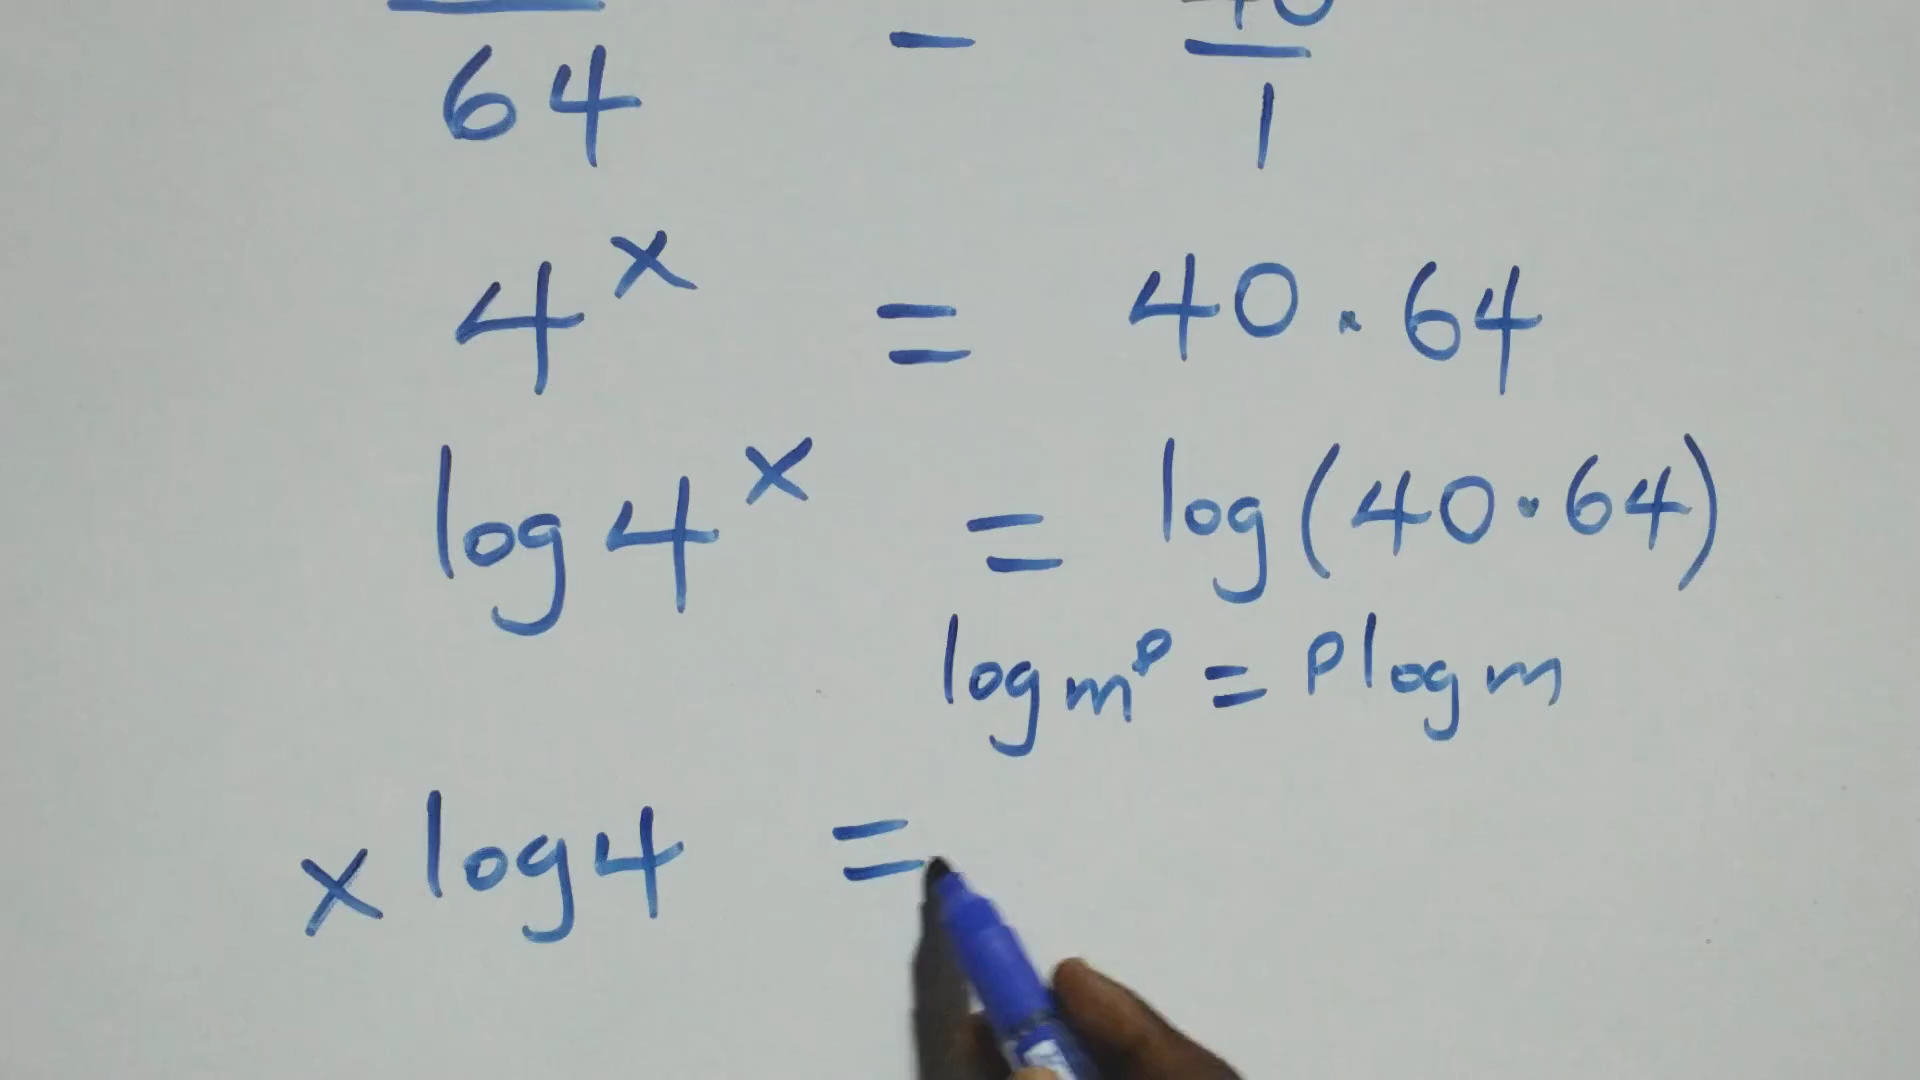 64 - 1
4^x = 40 · 64
log 4^x = log(40 · 64)
log m^p = p log m
x log 4 =